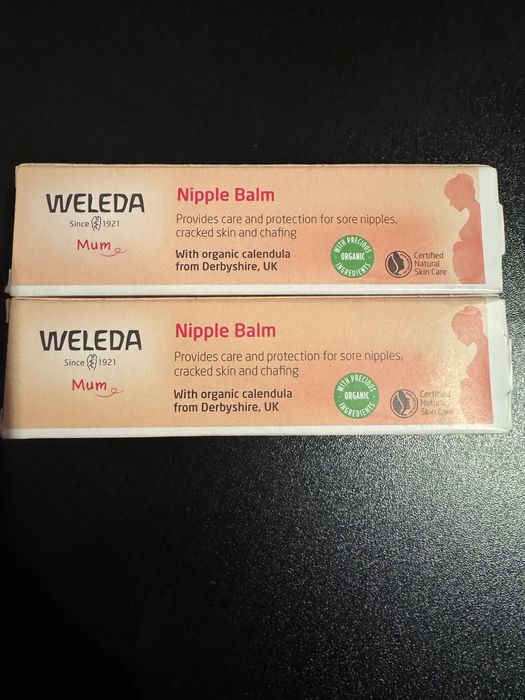 WELEDA
Since 1921
Mum
Nipple Balm
Provides care and protection for sore nipples,
cracked skin and chafing
With organic calendula
from Derbyshire, UK
WITH PRECIOUS
ORGANIC
INGREDIENTS
Certified
Natural
Skin Care
WELEDA
Since 1921
Mum
Nipple Balm
Provides care and protection for sore nipples,
cracked skin and chafing
With organic calendula
from Derbyshire, UK
WITH PRECIOUS
ORGANIC
INGREDIENTS
Certified
Natural
Skin Care